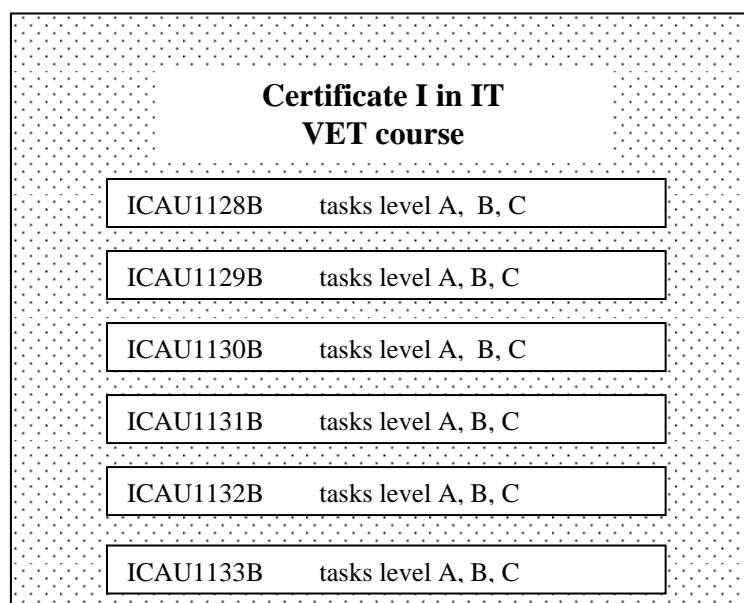 Certificate I in IT
VET course
ICAU1128B tasks level A, B, C
ICAU1129B tasks level A, B, C
ICAU1130B tasks level A, B, C
ICAU1131B tasks level A, B, C
ICAU1132B tasks level A, B, C
ICAU1133B tasks level A, B, C